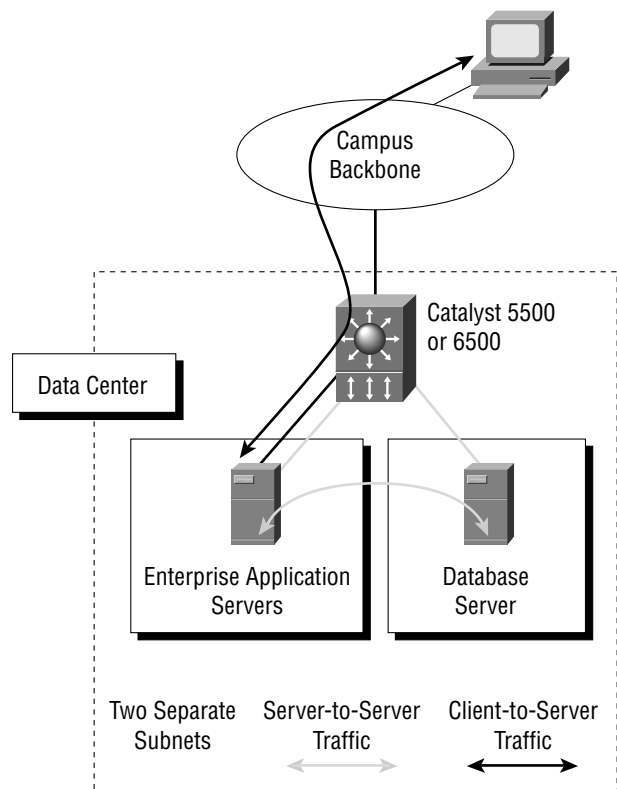 Campus
Backbone
Catalyst 5500
or 6500
Data Center
Enterprise Application
Servers
Database
Server
Two Separate
Subnets
Server-to-Server
Traffic
Client-to-Server
Traffic